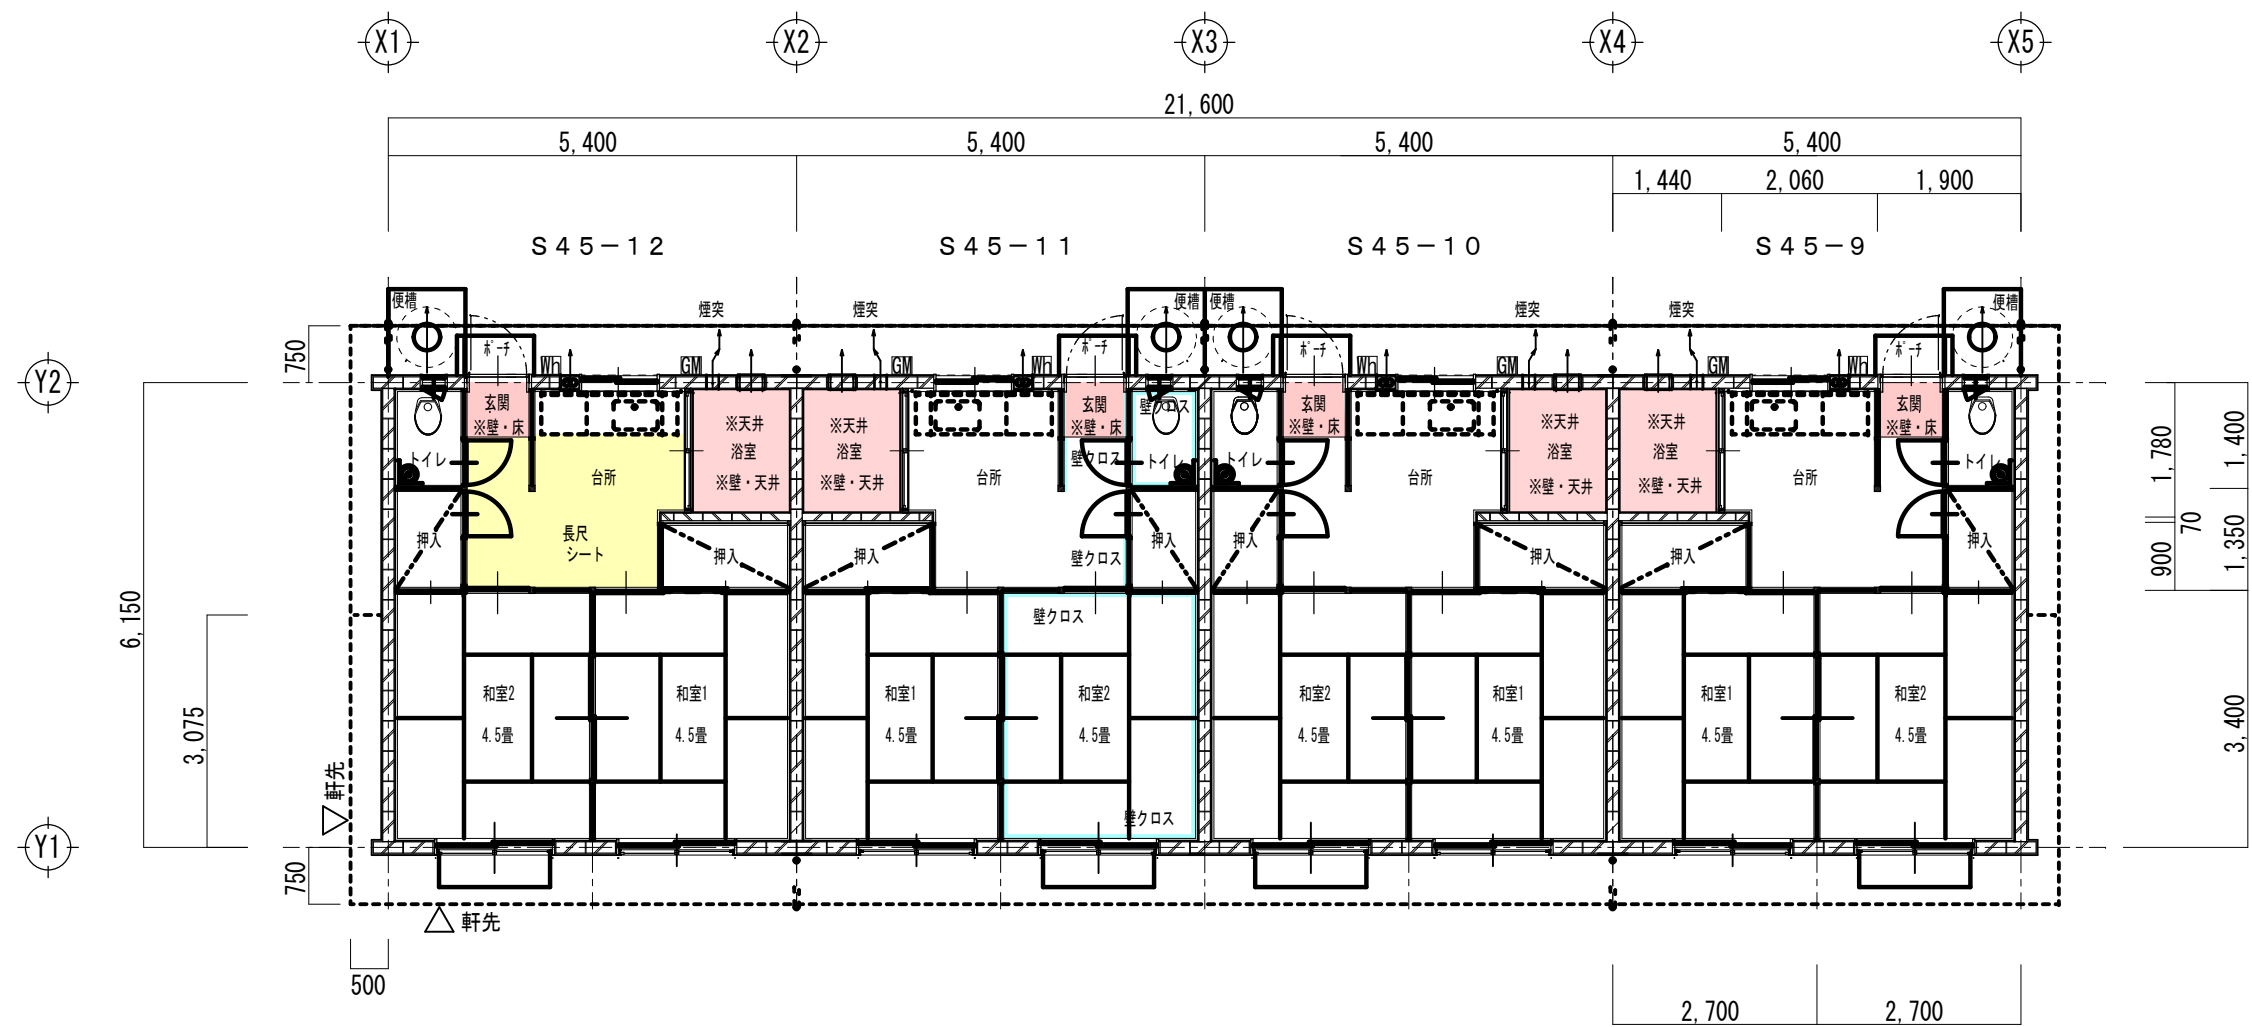 X1 X2 X3 X4 X5
21,600
5,400 5,400 5,400 5,400
1,440 2,060 1,900
S45-12 S45-11 S45-10 S45-9
便槽 煙突 煙突 便槽 便槽 煙突 煙突 便槽
ポーチ ポーチ ポーチ ポーチ
Wh GM GM Wh Wh GM GM Wh
Y2
750
玄関 ※壁・床
※天井 浴室 ※壁・天井
※天井 浴室 ※壁・天井
玄関 ※壁・床
壁クロス
玄関 ※壁・床
※天井 浴室 ※壁・天井
※天井 浴室 ※壁・天井
玄関 ※壁・床
トイレ 台所 台所 壁クロス トイレ トイレ 台所 台所 トイレ
押入 長尺シート 押入 押入 壁クロス 押入 押入 押入 押入 押入
壁クロス
和室2 和室1 和室1 和室2 和室2 和室1 和室1 和室2
4.5畳 4.5畳 4.5畳 4.5畳 4.5畳 4.5畳 4.5畳 4.5畳
壁クロス
6,150
3,075
軒先
Y1
750
軒先
500
1,780
70
900
1,400
1,350
3,400
2,700 2,700